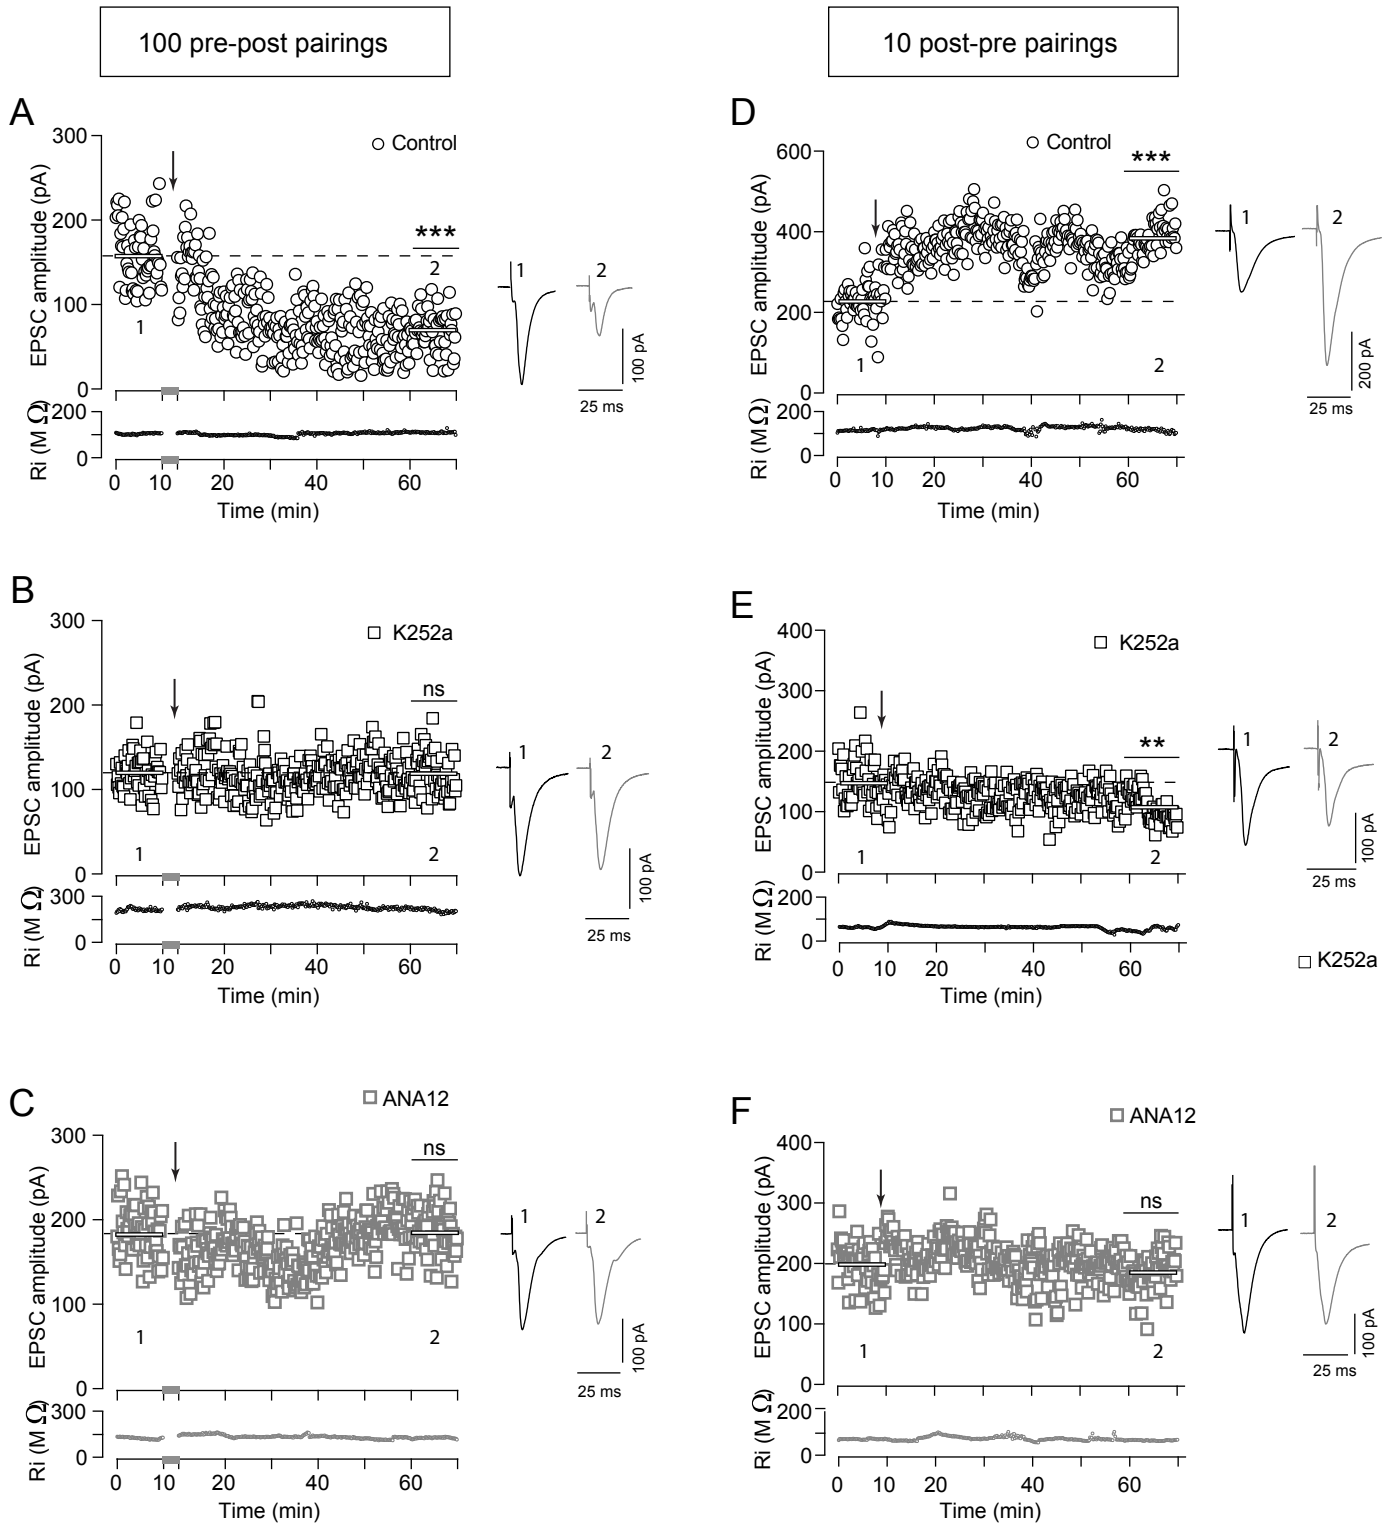 100 pre-post pairings
10 post-pre pairings
A
Control
EPSC amplitude (pA)
300
200
100
0
***
1
2
1
2
100 pA
25 ms
Ri (MΩ)
200
0
0 10 20 40 60
Time (min)
B
K252a
EPSC amplitude (pA)
300
200
100
0
ns
1
2
1
2
100 pA
25 ms
Ri (MΩ)
300
0
0 10 20 40 60
Time (min)
C
ANA12
EPSC amplitude (pA)
300
200
100
0
ns
1
2
1
2
100 pA
25 ms
Ri (MΩ)
300
0
0 20 40 60
Time (min)
D
Control
EPSC amplitude (pA)
600
400
200
0
***
1
2
1
2
200 pA
25 ms
Ri (MΩ)
200
0
0 10 20 40 60
Time (min)
E
K252a
EPSC amplitude (pA)
400
300
200
100
0
**
1
2
1
2
100 pA
25 ms
Ri (MΩ)
200
0
0 10 20 60
Time (min)
K252a
F
ANA12
EPSC amplitude (pA)
400
300
200
100
0
ns
1
2
1
2
100 pA
25 ms
Ri (MΩ)
200
0
0 20 40 60
Time (min)